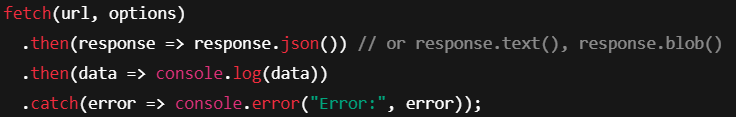 fetch(url, options)
  .then(response => response.json()) // or response.text(), response.blob()
  .then(data => console.log(data))
  .catch(error => console.error("Error:", error));